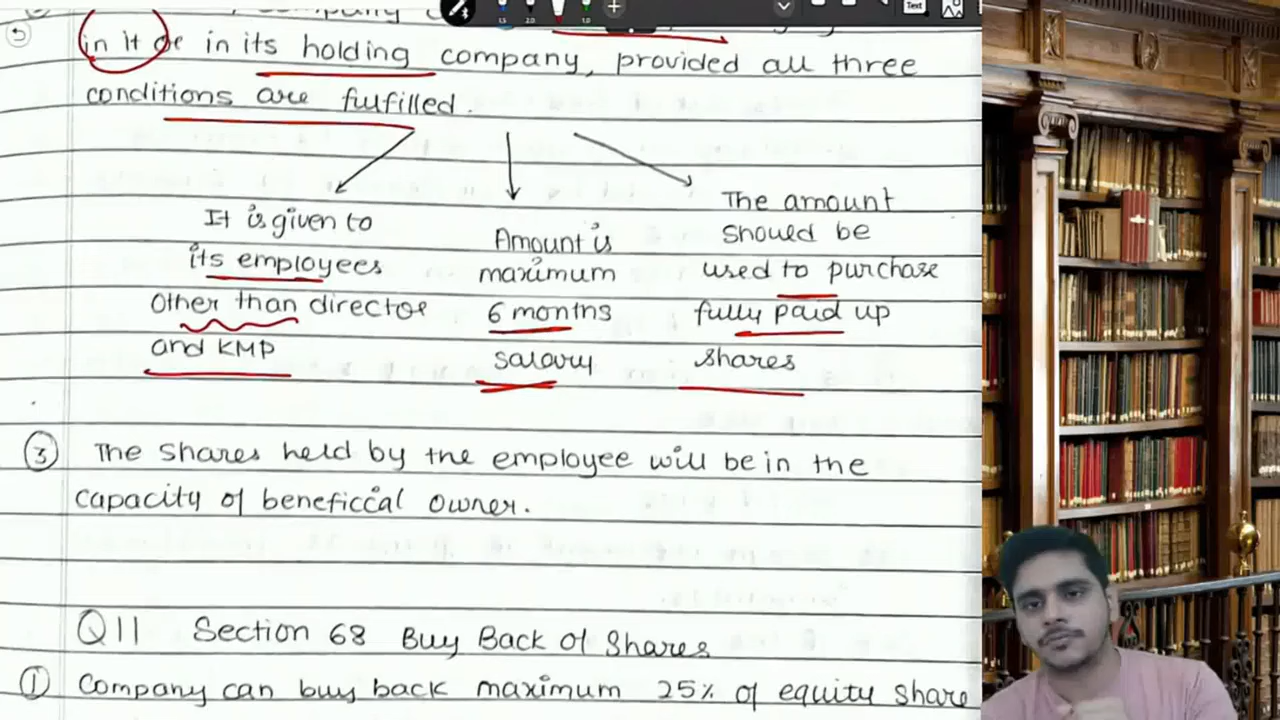 in it or in its holding company, provided all three
conditions are fulfilled.
It is given to
its employees
other than director
and KMP
Amount is
maximum
6 months
salary
The amount
should be
used to purchase
fully paid up
shares
③ The shares held by the employee will be in the
capacity of beneficcal owner.
Q11 Section 68 Buy Back of Shares
① Company can buy back maximum 25% of equity share
Text